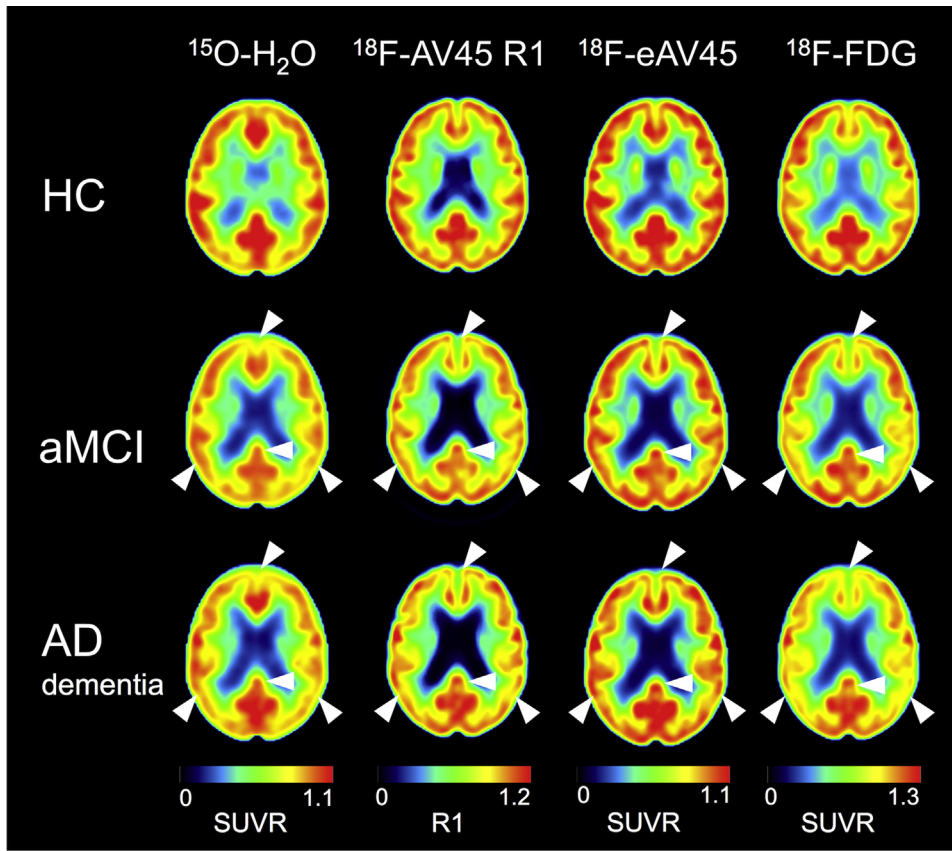 ¹⁵O-H₂O ¹⁸F-AV45 R1 ¹⁸F-eAV45 ¹⁸F-FDG
HC
aMCI
AD
dementia
0 1.1 0 1.2 0 1.1 0 1.3
SUVR R1 SUVR SUVR